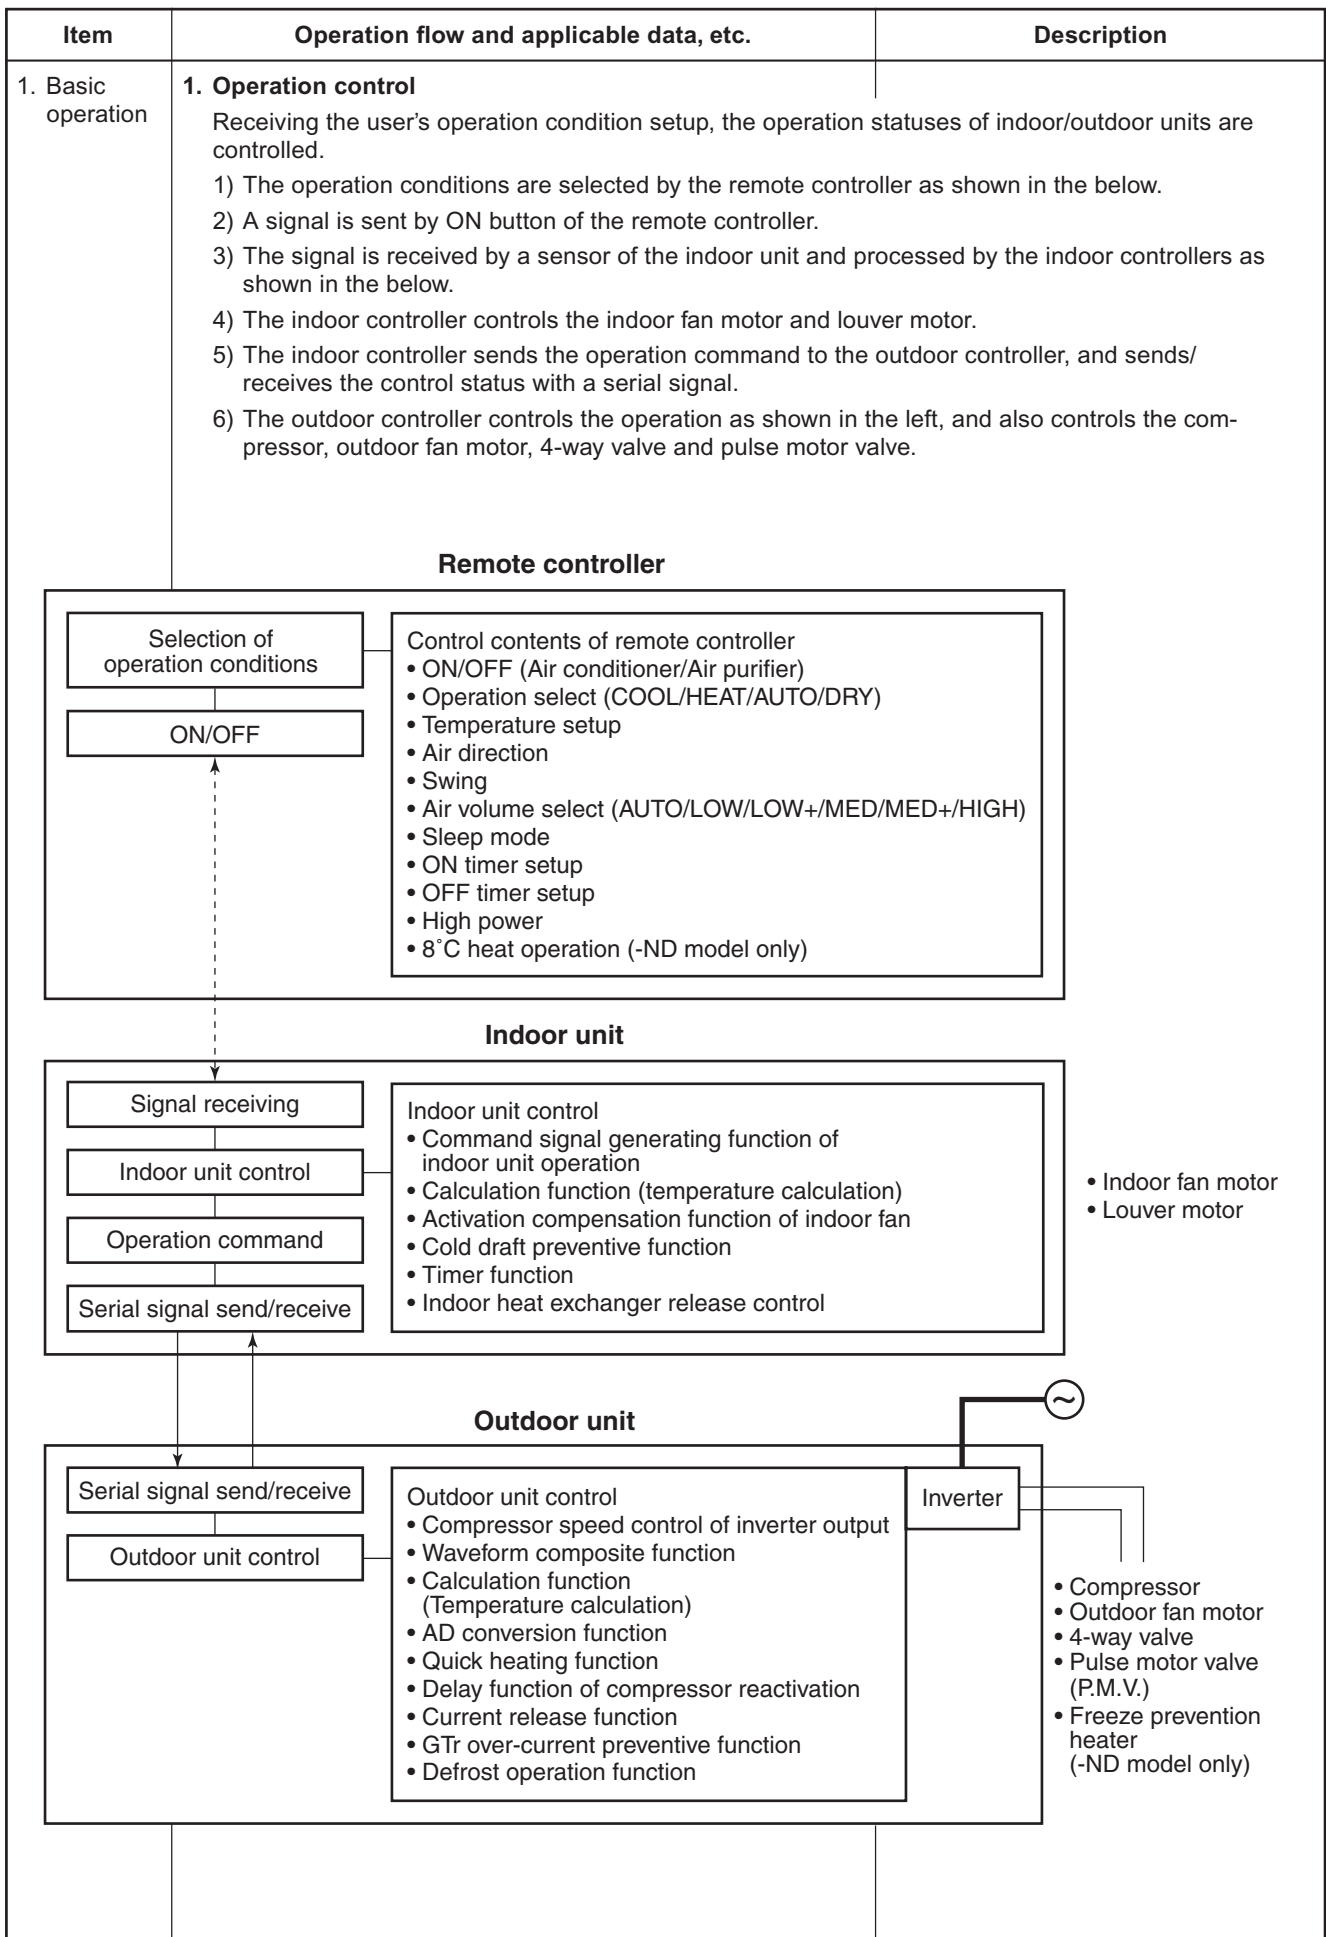 Item
Operation flow and applicable data, etc.
Description
1. Basic
operation
1. Operation control
Receiving the user's operation condition setup, the operation statuses of indoor/outdoor units are
controlled.
1) The operation conditions are selected by the remote controller as shown in the below.
2) A signal is sent by ON button of the remote controller.
3) The signal is received by a sensor of the indoor unit and processed by the indoor controllers as
shown in the below.
4) The indoor controller controls the indoor fan motor and louver motor.
5) The indoor controller sends the operation command to the outdoor controller, and sends/
receives the control status with a serial signal.
6) The outdoor controller controls the operation as shown in the left, and also controls the com-
pressor, outdoor fan motor, 4-way valve and pulse motor valve.
Remote controller
Selection of
operation conditions
ON/OFF
Control contents of remote controller
• ON/OFF (Air conditioner/Air purifier)
• Operation select (COOL/HEAT/AUTO/DRY)
• Temperature setup
• Air direction
• Swing
• Air volume select (AUTO/LOW/LOW+/MED/MED+/HIGH)
• Sleep mode
• ON timer setup
• OFF timer setup
• High power
• 8˚C heat operation (-ND model only)
Indoor unit
Signal receiving
Indoor unit control
Operation command
Serial signal send/receive
Indoor unit control
• Command signal generating function of
indoor unit operation
• Calculation function (temperature calculation)
• Activation compensation function of indoor fan
• Cold draft preventive function
• Timer function
• Indoor heat exchanger release control
• Indoor fan motor
• Louver motor
~
Outdoor unit
Serial signal send/receive
Outdoor unit control
Outdoor unit control
• Compressor speed control of inverter output
• Waveform composite function
• Calculation function
(Temperature calculation)
• AD conversion function
• Quick heating function
• Delay function of compressor reactivation
• Current release function
• GTr over-current preventive function
• Defrost operation function
Inverter
• Compressor
• Outdoor fan motor
• 4-way valve
• Pulse motor valve
(P.M.V.)
• Freeze prevention
heater
(-ND model only)